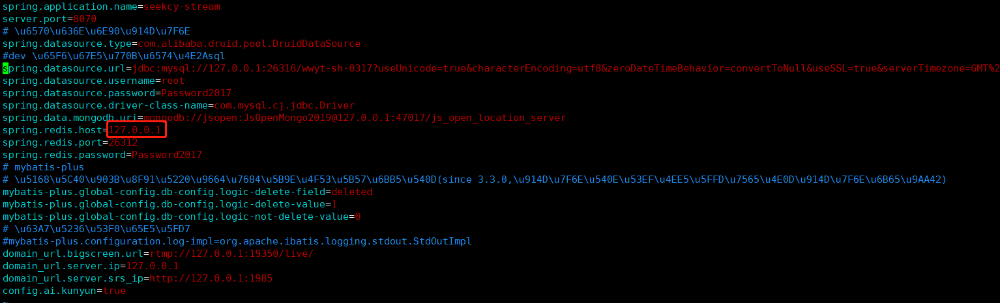 spring.application.name=seekcy-stream
server.port=8070
# \u6570\u636E\u6E90\u914D\u7F6E
spring.datasource.type=com.alibaba.druid.pool.DruidDataSource
#dev \u65F6\u67E5\u770B\u6574\u4E2Asql
spring.datasource.url=jdbc:mysql://127.0.0.1:26316/wwyt-sh-0317?useUnicode=true&characterEncoding=utf8&zeroDateTimeBehavior=convertToNull&useSSL=true&serverTimezone=GMT%2
spring.datasource.username=root
spring.datasource.password=Password2017
spring.datasource.driver-class-name=com.mysql.cj.jdbc.Driver
spring.data.mongodb.uri=mongodb://jsopen:JsOpenMongo2019@127.0.0.1:47017/js_open_location_server
spring.redis.host=127.0.0.1
spring.redis.port=26312
spring.redis.password=Password2017
# mybatis-plus
# \u5168\u5C40\u903B\u8F91\u5220\u9664\u7684\u5B9E\u4F53\u5B57\u6BB5\u540D(since 3.3.0,\u914D\u7F6E\u540E\u53EF\u4EE5\u5FFD\u7565\u4E0D\u914D\u7F6E\u6B65\u9AA42)
mybatis-plus.global-config.db-config.logic-delete-field=deleted
mybatis-plus.global-config.db-config.logic-delete-value=1
mybatis-plus.global-config.db-config.logic-not-delete-value=0
# \u63A7\u5236\u53F0\u65E5\u5FD7
#mybatis-plus.configuration.log-impl=org.apache.ibatis.logging.stdout.StdOutImpl
domain_url.bigscreen.url=rtmp://127.0.0.1:19350/live/
domain_url.server.ip=127.0.0.1
domain_url.server.srs_ip=http://127.0.0.1:1985
config.ai.kunyun=true